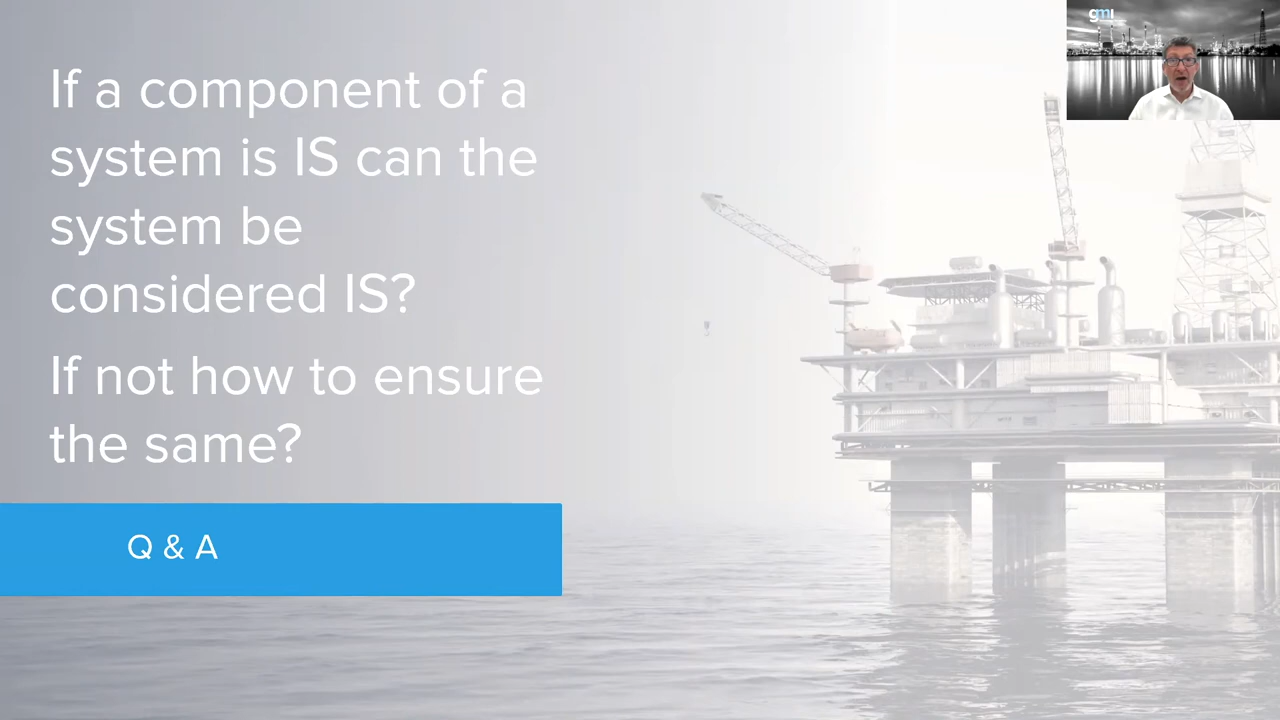 gmi
If a component of a
system is IS can the
system be
considered IS?
If not how to ensure
the same?
Q & A